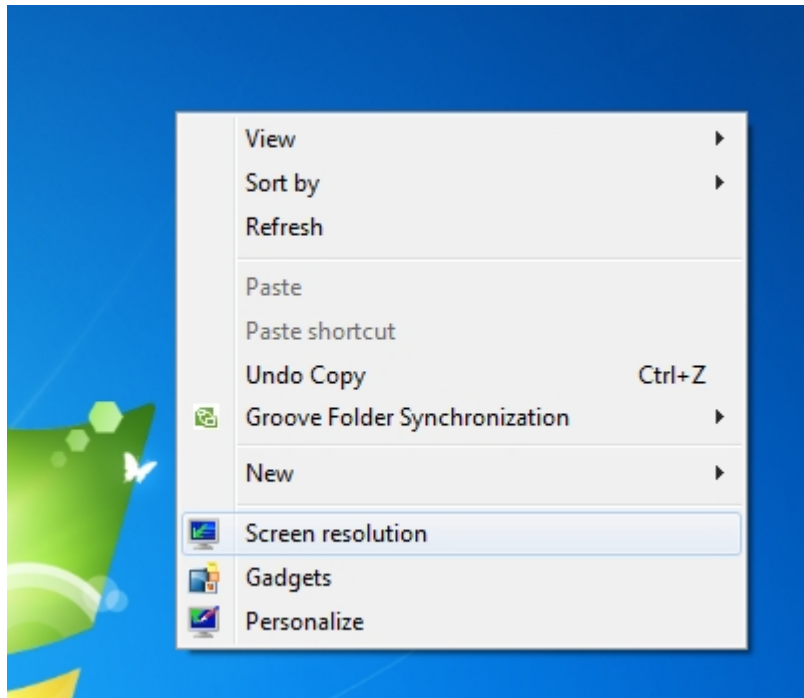 View
Sort by
Refresh
Paste
Paste shortcut
Undo Copy Ctrl+Z
Groove Folder Synchronization
New
Screen resolution
Gadgets
Personalize